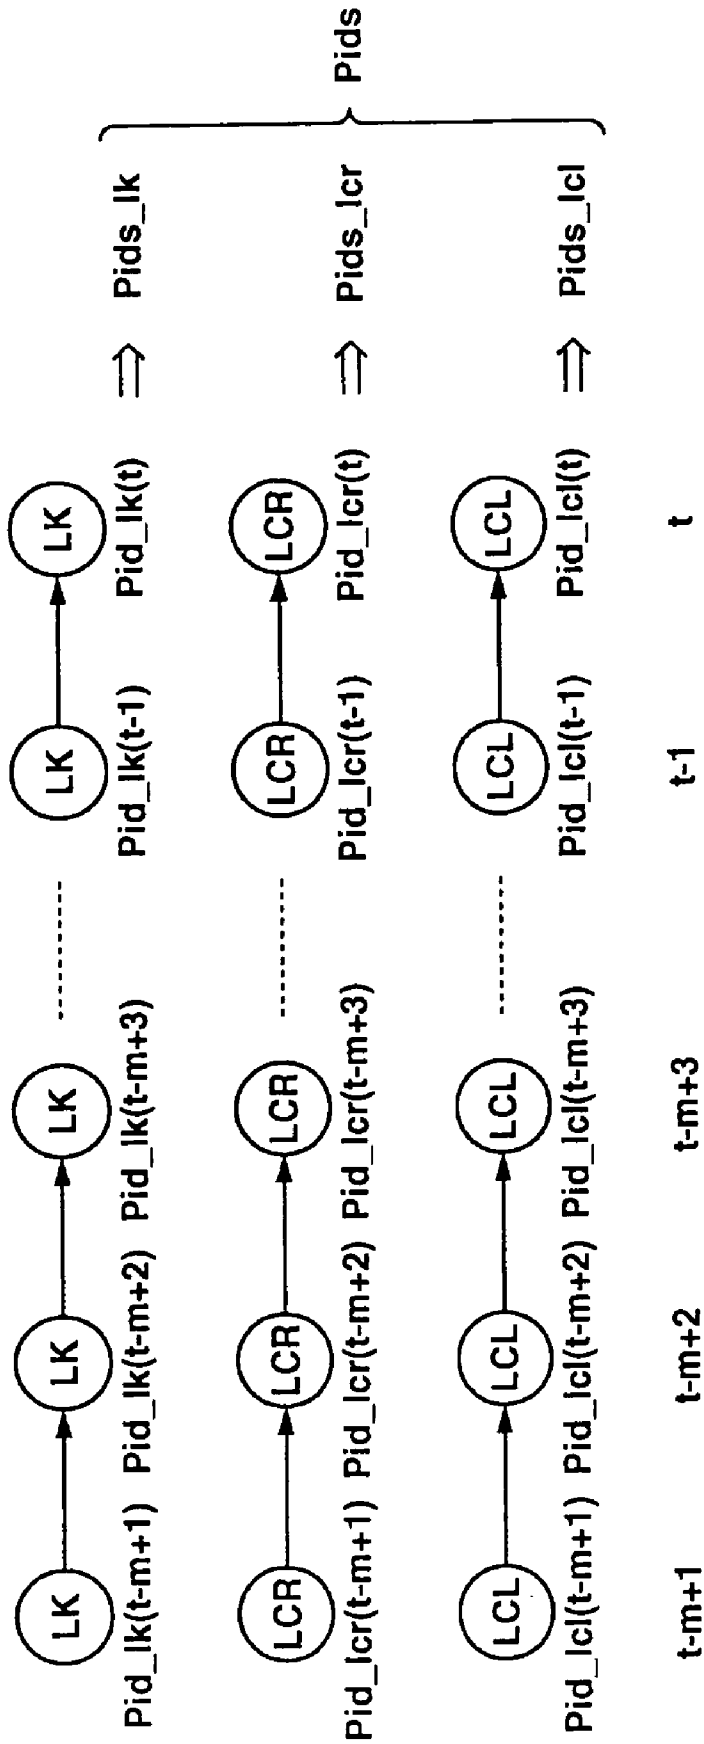 LK LK LK LK LK
Pid_lk(t-m+1) Pid_lk(t-m+2) Pid_lk(t-m+3) Pid_lk(t-1) Pid_lk(t) ⇒ Pids_lk
LCR LCR LCR LCR LCR
Pid_lcr(t-m+1) Pid_lcr(t-m+2) Pid_lcr(t-m+3) Pid_lcr(t-1) Pid_lcr(t) ⇒ Pids_lcr
Pids
LCL LCL LCL LCL LCL
Pid_lcl(t-m+1) Pid_lcl(t-m+2) Pid_lcl(t-m+3) Pid_lcl(t-1) Pid_lcl(t) ⇒ Pids_lcl
t-m+1 t-m+2 t-m+3 t-1 t